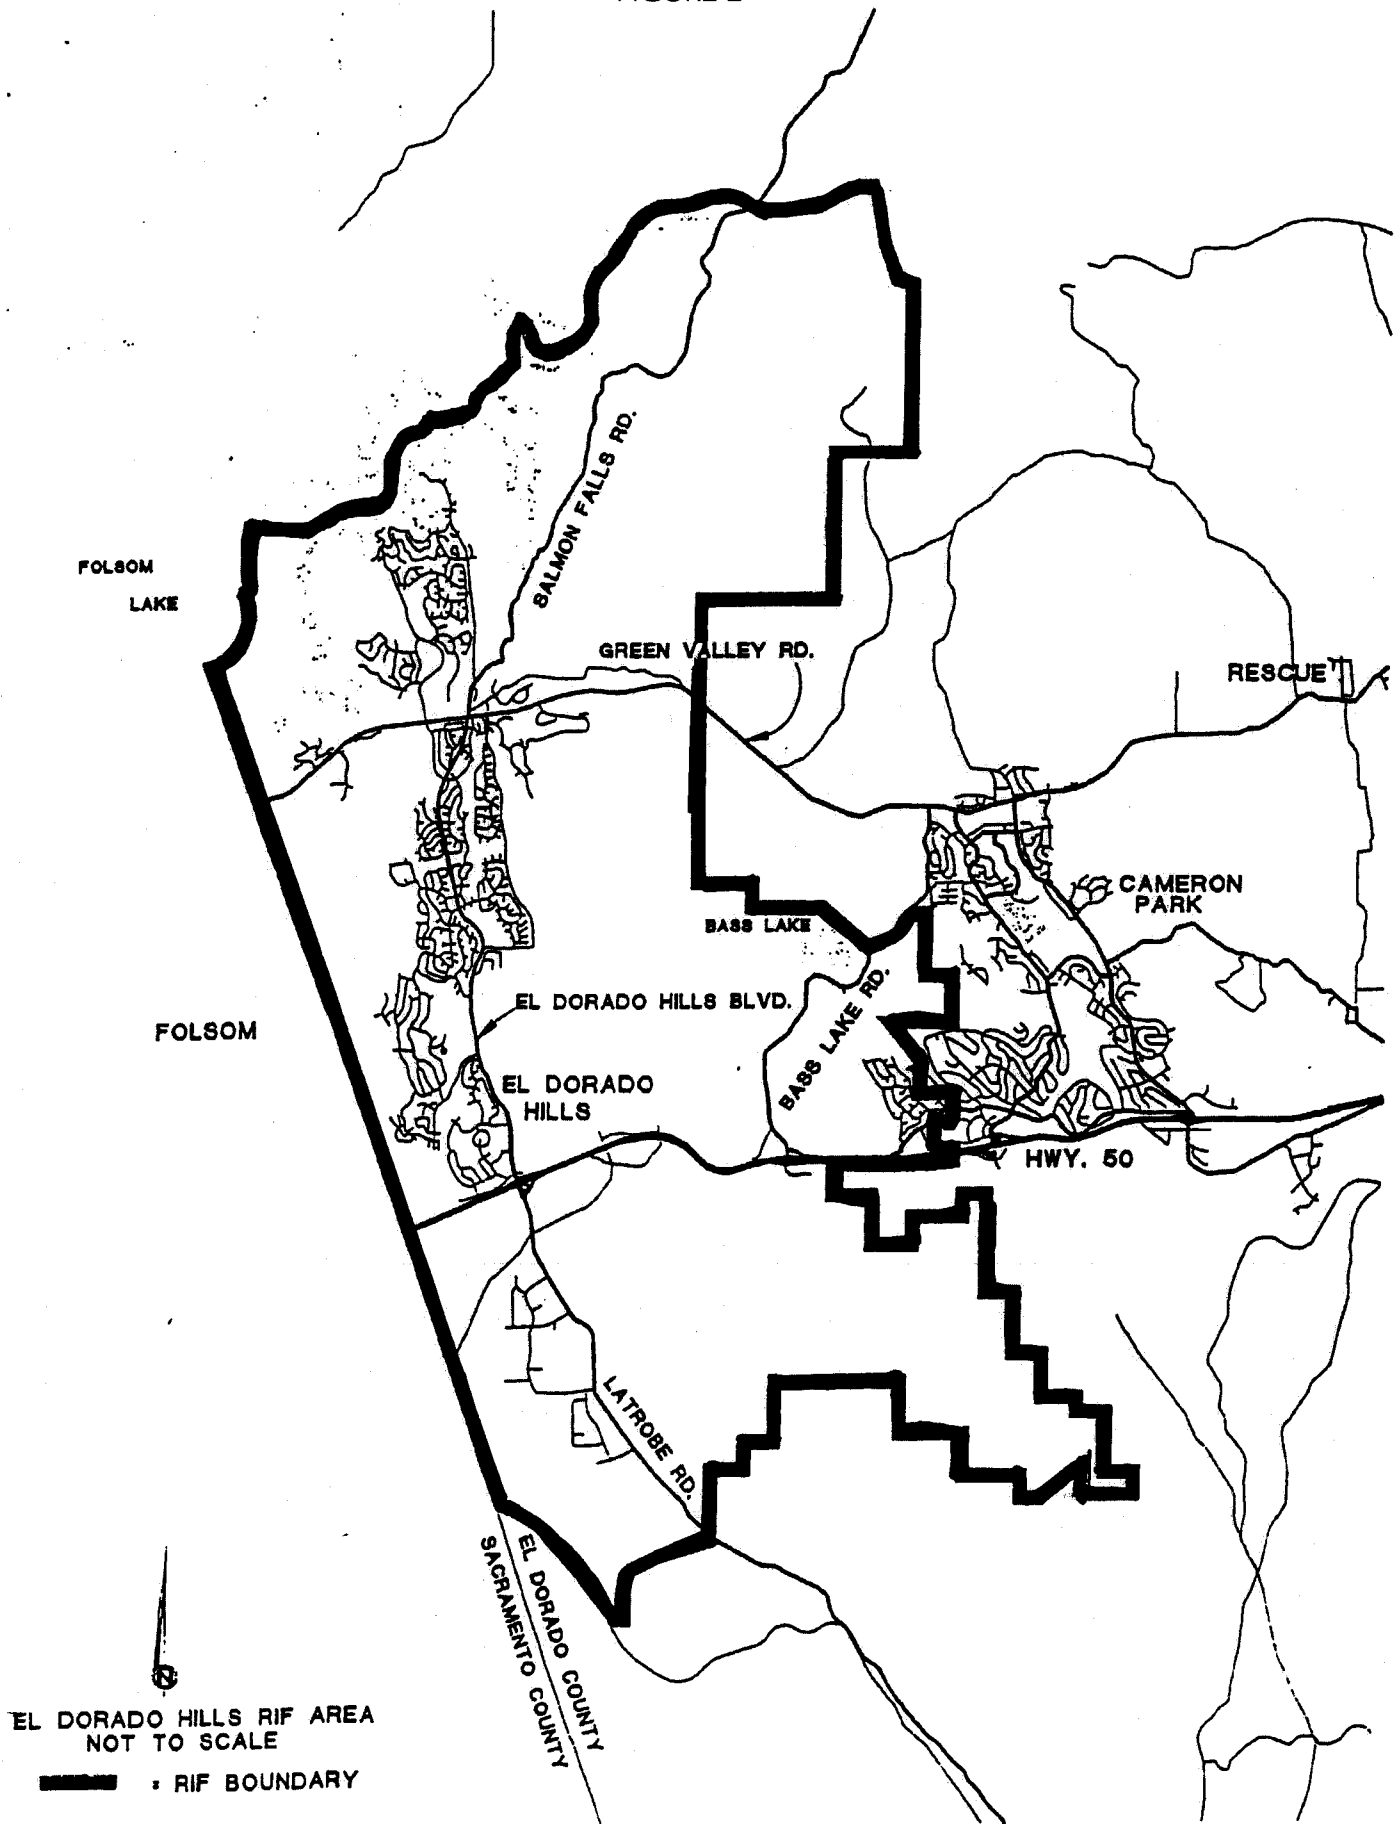 SALMON FALLS RD.
FOLSOM
LAKE
GREEN VALLEY RD.
RESCUE
CAMERON
PARK
BASS LAKE
BASS LAKE RD.
EL DORADO HILLS BLVD.
FOLSOM
EL DORADO
HILLS
HWY. 50
LATROBE RD.
EL DORADO COUNTY
SACRAMENTO COUNTY
N
EL DORADO HILLS RIF AREA
NOT TO SCALE
: RIF BOUNDARY